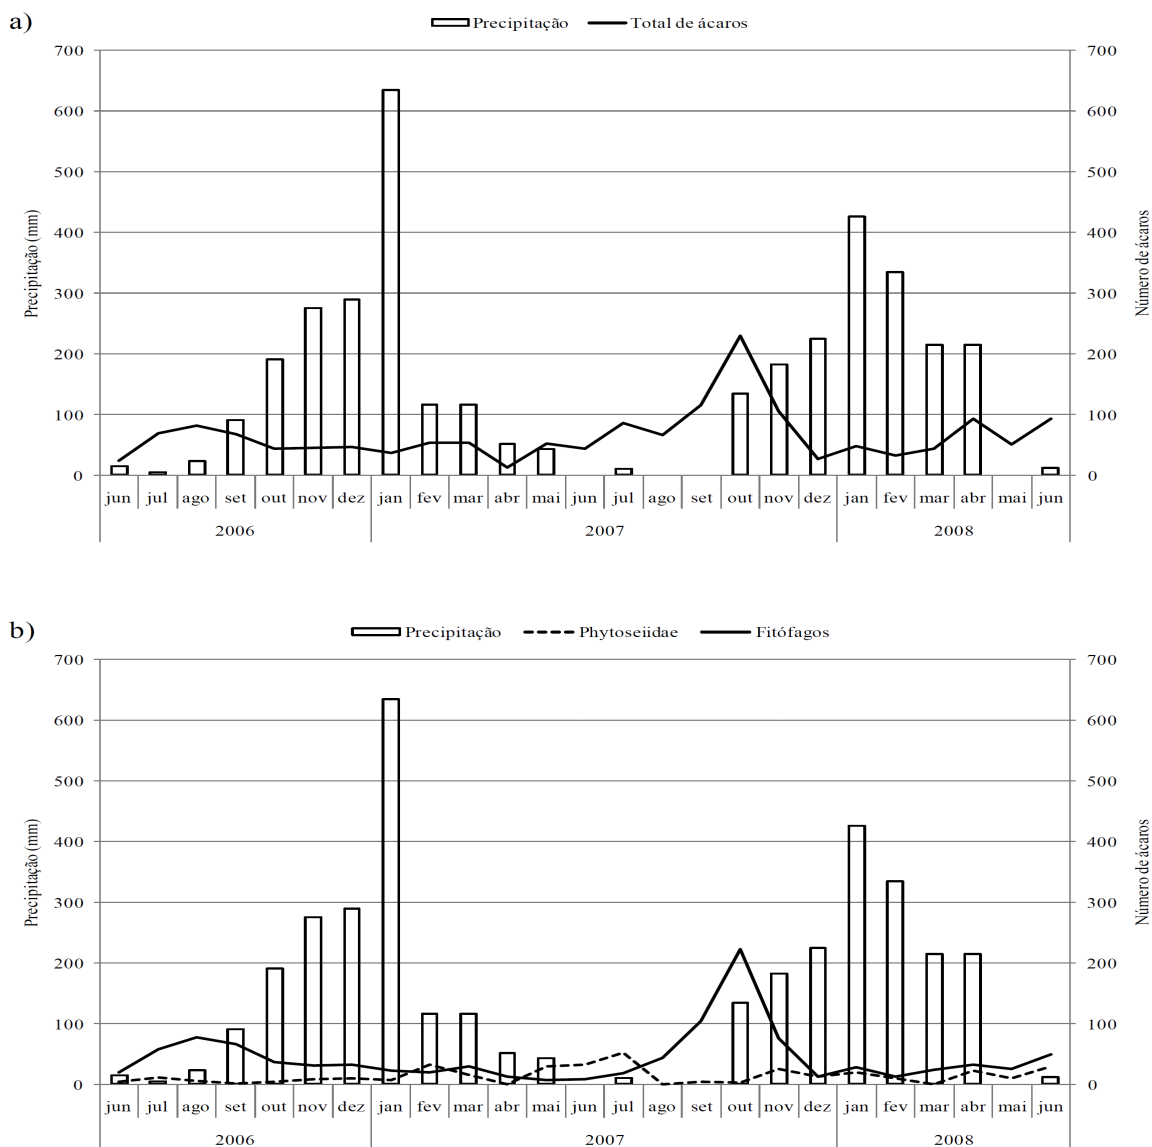 a)
Precipitação Total de ácaros
700 700
600 600
500 500
400 400
300 300
200 200
100 100
0 0
Precipitação (mm)
Número de ácaros
jun jul ago set out nov dez jan fev mar abr mai jun jul ago set out nov dez jan fev mar abr mai jun
2006 2007 2008
b)
Precipitação Phytoseiidae Fitófagos
700 700
600 600
500 500
400 400
300 300
200 200
100 100
0 0
Precipitação (mm)
Número de ácaros
jun jul ago set out nov dez jan fev mar abr mai jun jul ago set out nov dez jan fev mar abr mai jun
2006 2007 2008